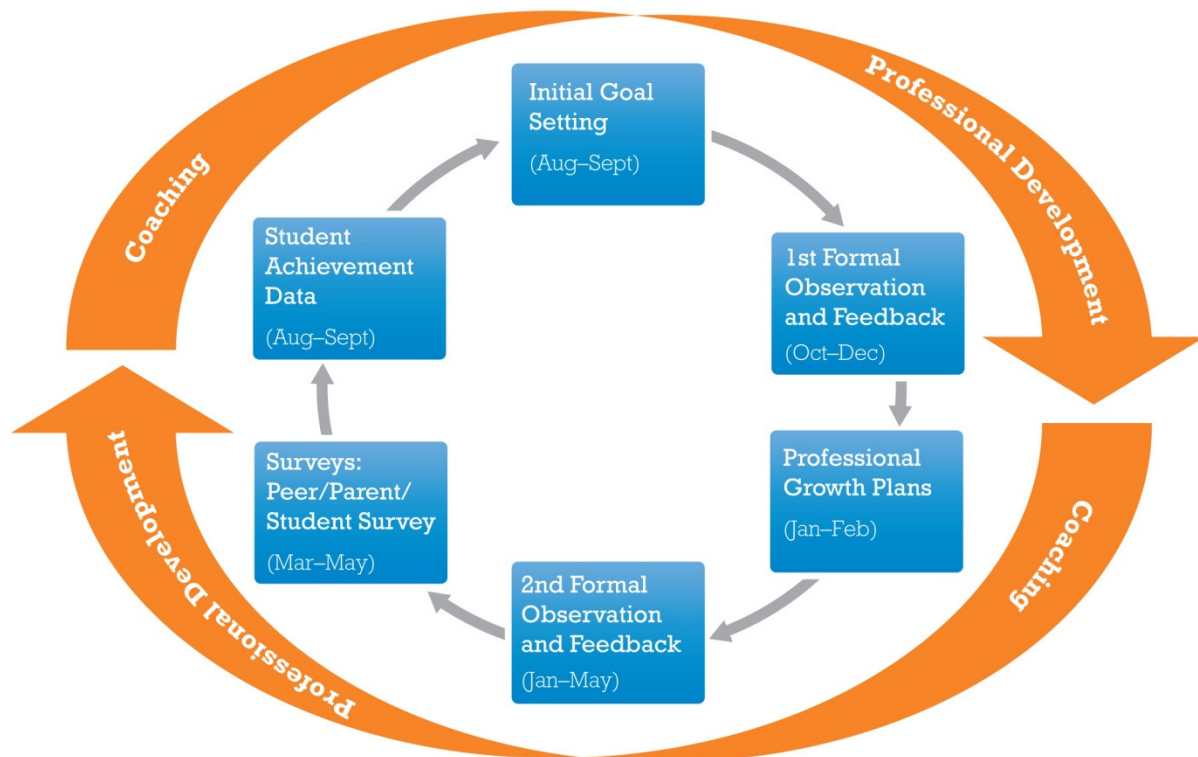 Coaching
Professional Development
Initial Goal
Setting
(Aug–Sept)
1st Formal
Observation
and Feedback
(Oct–Dec)
Professional
Growth Plans
(Jan–Feb)
2nd Formal
Observation
and Feedback
(Jan–May)
Surveys:
Peer/Parent/
Student Survey
(Mar–May)
Student
Achievement
Data
(Aug–Sept)
Coaching
Professional Development